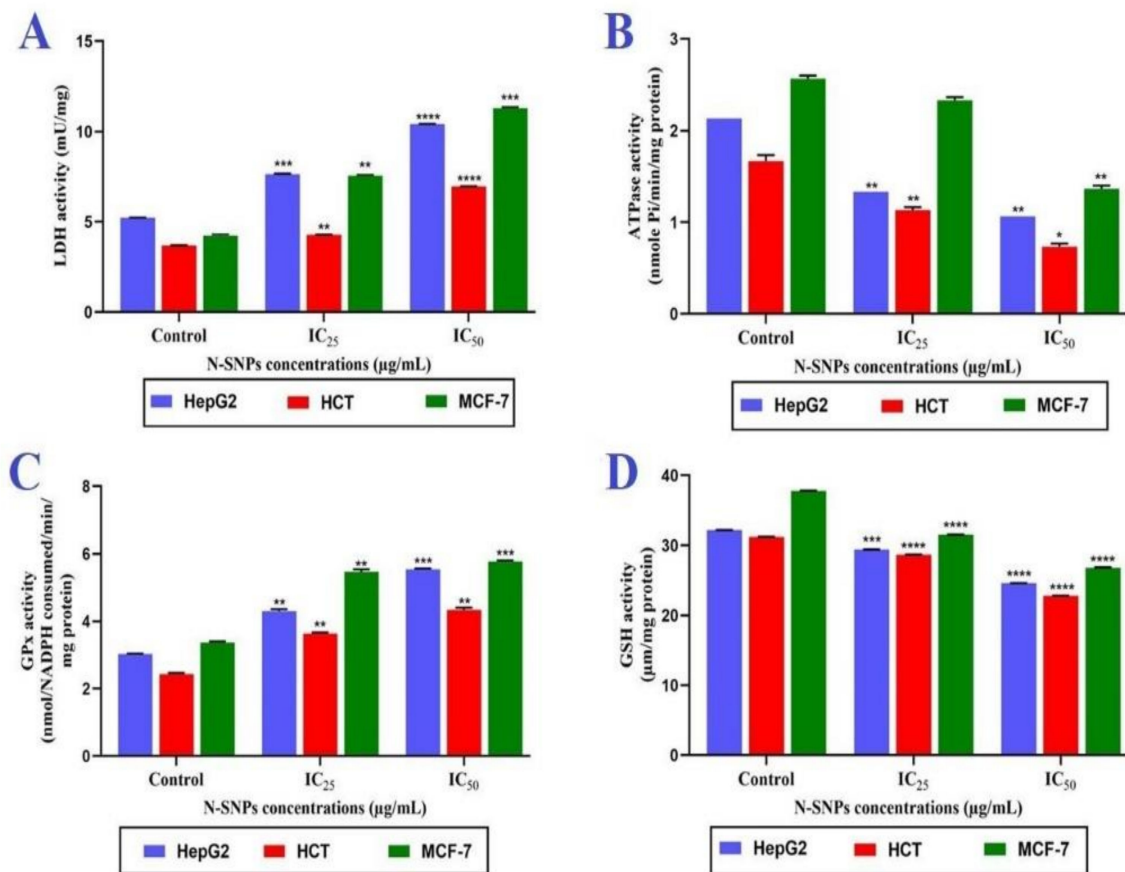 A
LDH activity (mU/mg)
15
10
5
0
***
**
**
****
****
***
Control
IC₂₅
IC₅₀
N-SNPs concentrations (µg/mL)
HepG2
HCT
MCF-7
B
ATPase activity
(nmole Pi/min/mg protein)
3
2
1
0
**
**
**
*
**
Control
IC₂₅
IC₅₀
N-SNPs concentrations (µg/mL)
HepG2
HCT
MCF-7
C
GPx activity
(nmol/NADPH consumed/min/
mg protein)
8
6
4
2
0
**
**
**
***
**
***
Control
IC₂₅
IC₅₀
N-SNPs concentrations (µg/mL)
HepG2
HCT
MCF-7
D
GSH activity
(µm/mg protein)
40
30
20
10
0
***
****
****
****
****
****
Control
IC₂₅
IC₅₀
N-SNPs concentrations (µg/mL)
HepG2
HCT
MCF-7